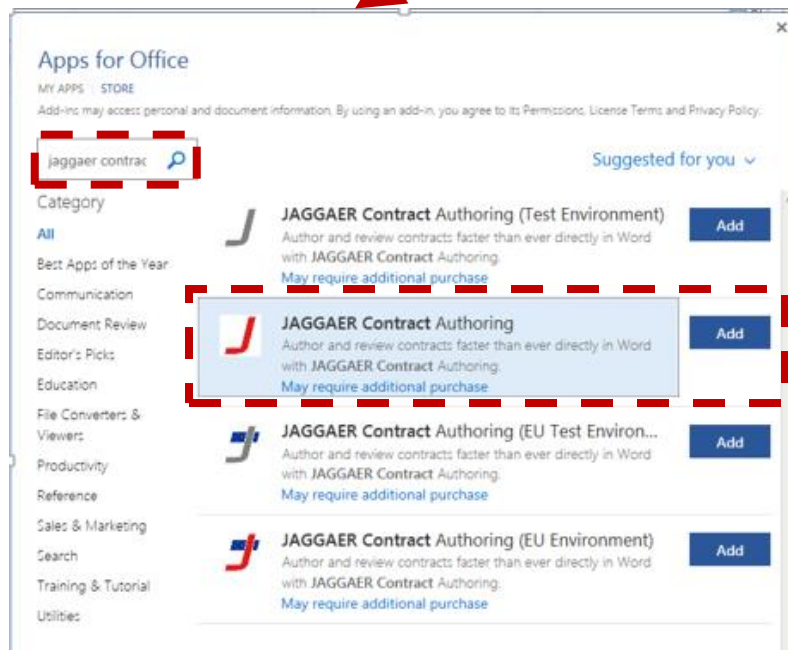 Apps for Office
MY APPS | STORE
Add-ins may access personal and document information. By using an add-in, you agree to its Permissions, License Terms and Privacy Policy.
jaggaer contrac
Suggested for you
Category
All
Best Apps of the Year
Communication
Document Review
Editor's Picks
Education
File Converters &
Viewers
Productivity
Reference
Sales & Marketing
Search
Training & Tutorial
Utilities
JAGGAER Contract Authoring (Test Environment)
Author and review contracts faster than ever directly in Word
with JAGGAER Contract Authoring.
May require additional purchase
Add
JAGGAER Contract Authoring
Author and review contracts faster than ever directly in Word
with JAGGAER Contract Authoring.
May require additional purchase
Add
JAGGAER Contract Authoring (EU Test Environ...
Author and review contracts faster than ever directly in Word
with JAGGAER Contract Authoring.
May require additional purchase
Add
JAGGAER Contract Authoring (EU Environment)
Author and review contracts faster than ever directly in Word
with JAGGAER Contract Authoring.
May require additional purchase
Add